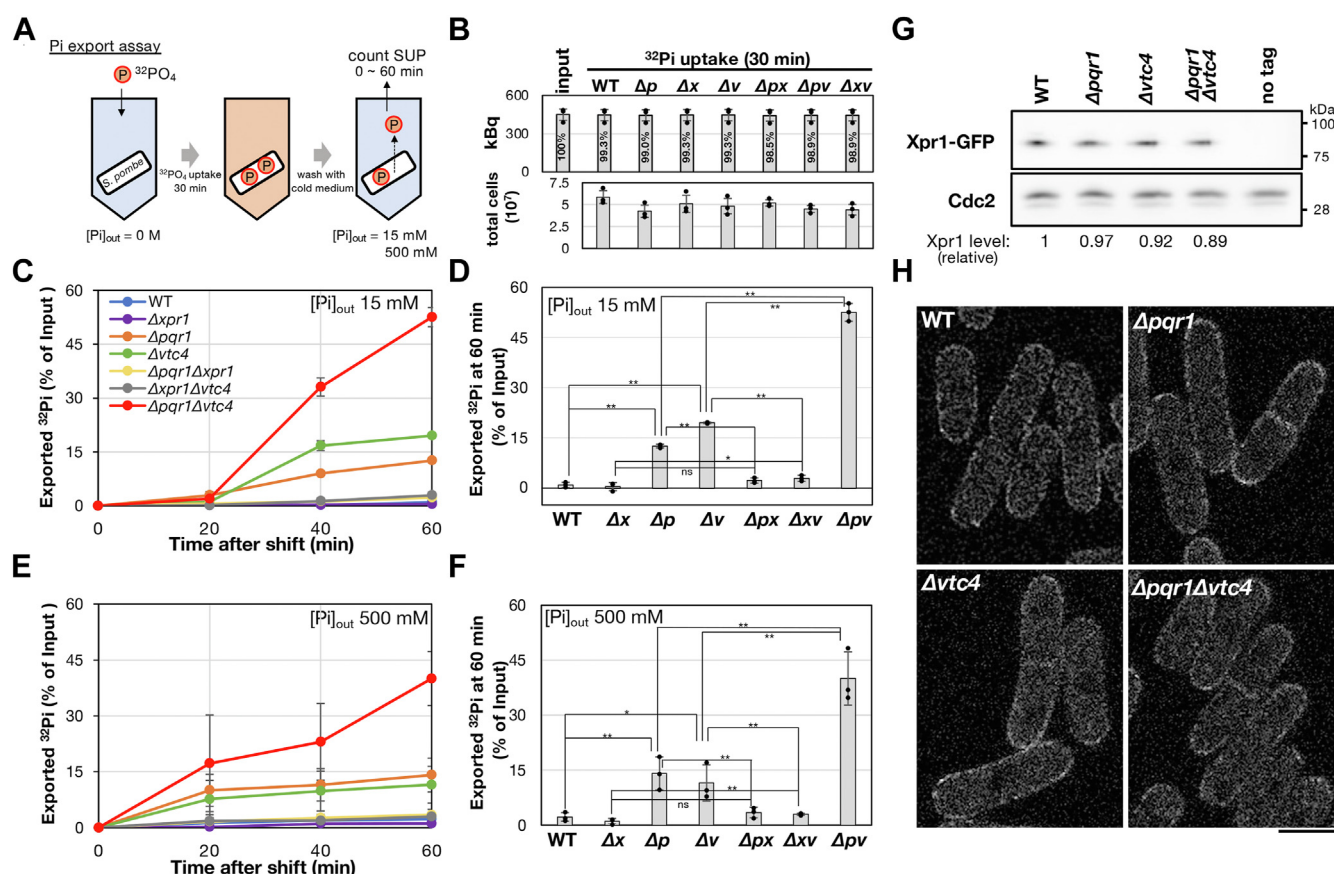 A
Pi export assay
P
³²PO₄
count SUP
0 ~ 60 min
P
S. pombe
P P
P
³²PO₄ uptake
30 min
wash with
cold medium
[Pi]out = 0 M
[Pi]out = 15 mM
500 mM
B
³²Pi uptake (30 min)
input WT Δp Δx Δv Δpx Δpv Δxv
600
300
0
kBq
100% 99.3% 99.0% 99.3% 99.3% 98.5% 98.9% 98.9%
7.5
5
2.5
0
total cells
(10⁷)
C
[Pi]out 15 mM
WT
Δxpr1
Δpqr1
Δvtc4
Δpqr1Δxpr1
Δxpr1Δvtc4
Δpqr1Δvtc4
60
45
30
15
0
Exported ³²Pi (% of Input )
0 20 40 60
Time after shift (min)
D
[Pi]out 15 mM
60
45
30
15
0
Exported ³²Pi at 60 min
(% of Input)
**
**
**
**
**
**
*
ns
WT Δx Δp Δv Δpx Δxv Δpv
E
[Pi]out 500 mM
60
45
30
15
0
Exported ³²Pi (% of Input)
0 20 40 60
Time after shift (min)
F
[Pi]out 500 mM
60
45
30
15
0
Exported ³²Pi at 60 min
(% of Input)
**
**
*
**
**
**
**
ns
WT Δx Δp Δv Δpx Δxv Δpv
G
WT Δpqr1 Δvtc4 Δpqr1 Δvtc4 no tag
kDa
Xpr1-GFP
100
75
Cdc2
28
Xpr1 level:
(relative)
1 0.97 0.92 0.89
H
WT
Δpqr1
Δvtc4
Δpqr1Δvtc4